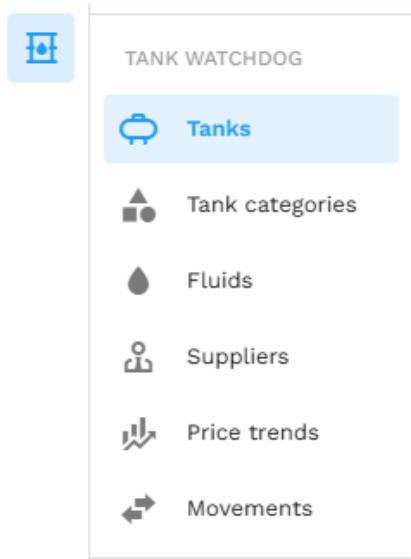 TANK WATCHDOG
Tanks
Tank categories
Fluids
Suppliers
Price trends
Movements